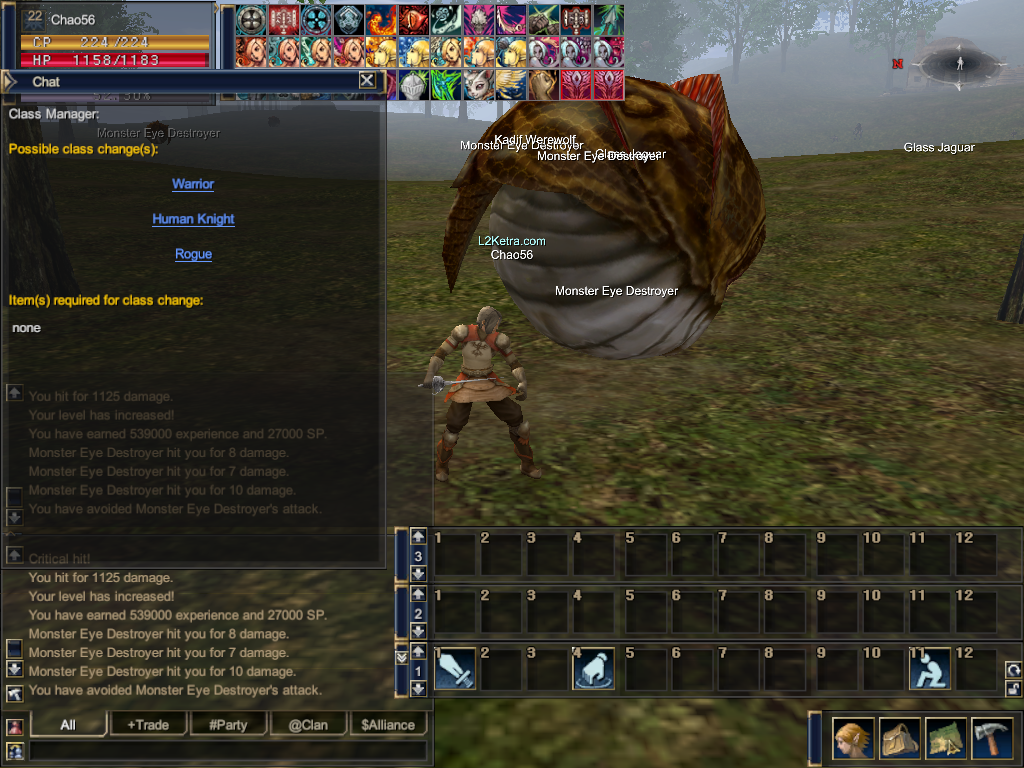 22 Chao56
CP 224/224
HP 1158/1183
Chat
Class Manager:
Monster Eye Destroyer
Possible class change(s):
Warrior
Human Knight
Rogue
Item(s) required for class change:
none
Kadif Werewolf
Monster Eye Destroyer
Glass Jaguar
Monster Eye Destroyer
Glass Jaguar
N
L2Ketra.com
Chao56
Monster Eye Destroyer
You hit for 1125 damage.
Your level has increased!
You have earned 539000 experience and 27000 SP.
Monster Eye Destroyer hit you for 8 damage.
Monster Eye Destroyer hit you for 7 damage.
Monster Eye Destroyer hit you for 10 damage.
You have avoided Monster Eye Destroyer's attack.
Critical hit!
You hit for 1125 damage.
Your level has increased!
You have earned 539000 experience and 27000 SP.
Monster Eye Destroyer hit you for 8 damage.
Monster Eye Destroyer hit you for 7 damage.
Monster Eye Destroyer hit you for 10 damage.
You have avoided Monster Eye Destroyer's attack.
3 1 2 3 4 5 6 7 8 9 10 11 12
2 1 2 3 4 5 6 7 8 9 10 11 12
1 1 2 3 4 5 6 7 8 9 10 11 12
All +Trade #Party @Clan $Alliance